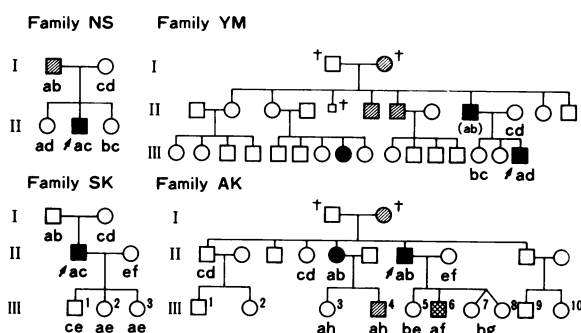 Family NS
Family YM
I
ab
cd
II
ad
ac
bc
I
†
†
II
†
(ab)
cd
III
bc
ad
Family SK
Family AK
I
ab
cd
II
ac
ef
III
1
2
3
ce
ae
ae
I
†
†
II
cd
cd
ab
ab
ef
III
1
2
3
4
5
6
7
8
9
10
ah
ah
be
af
bg